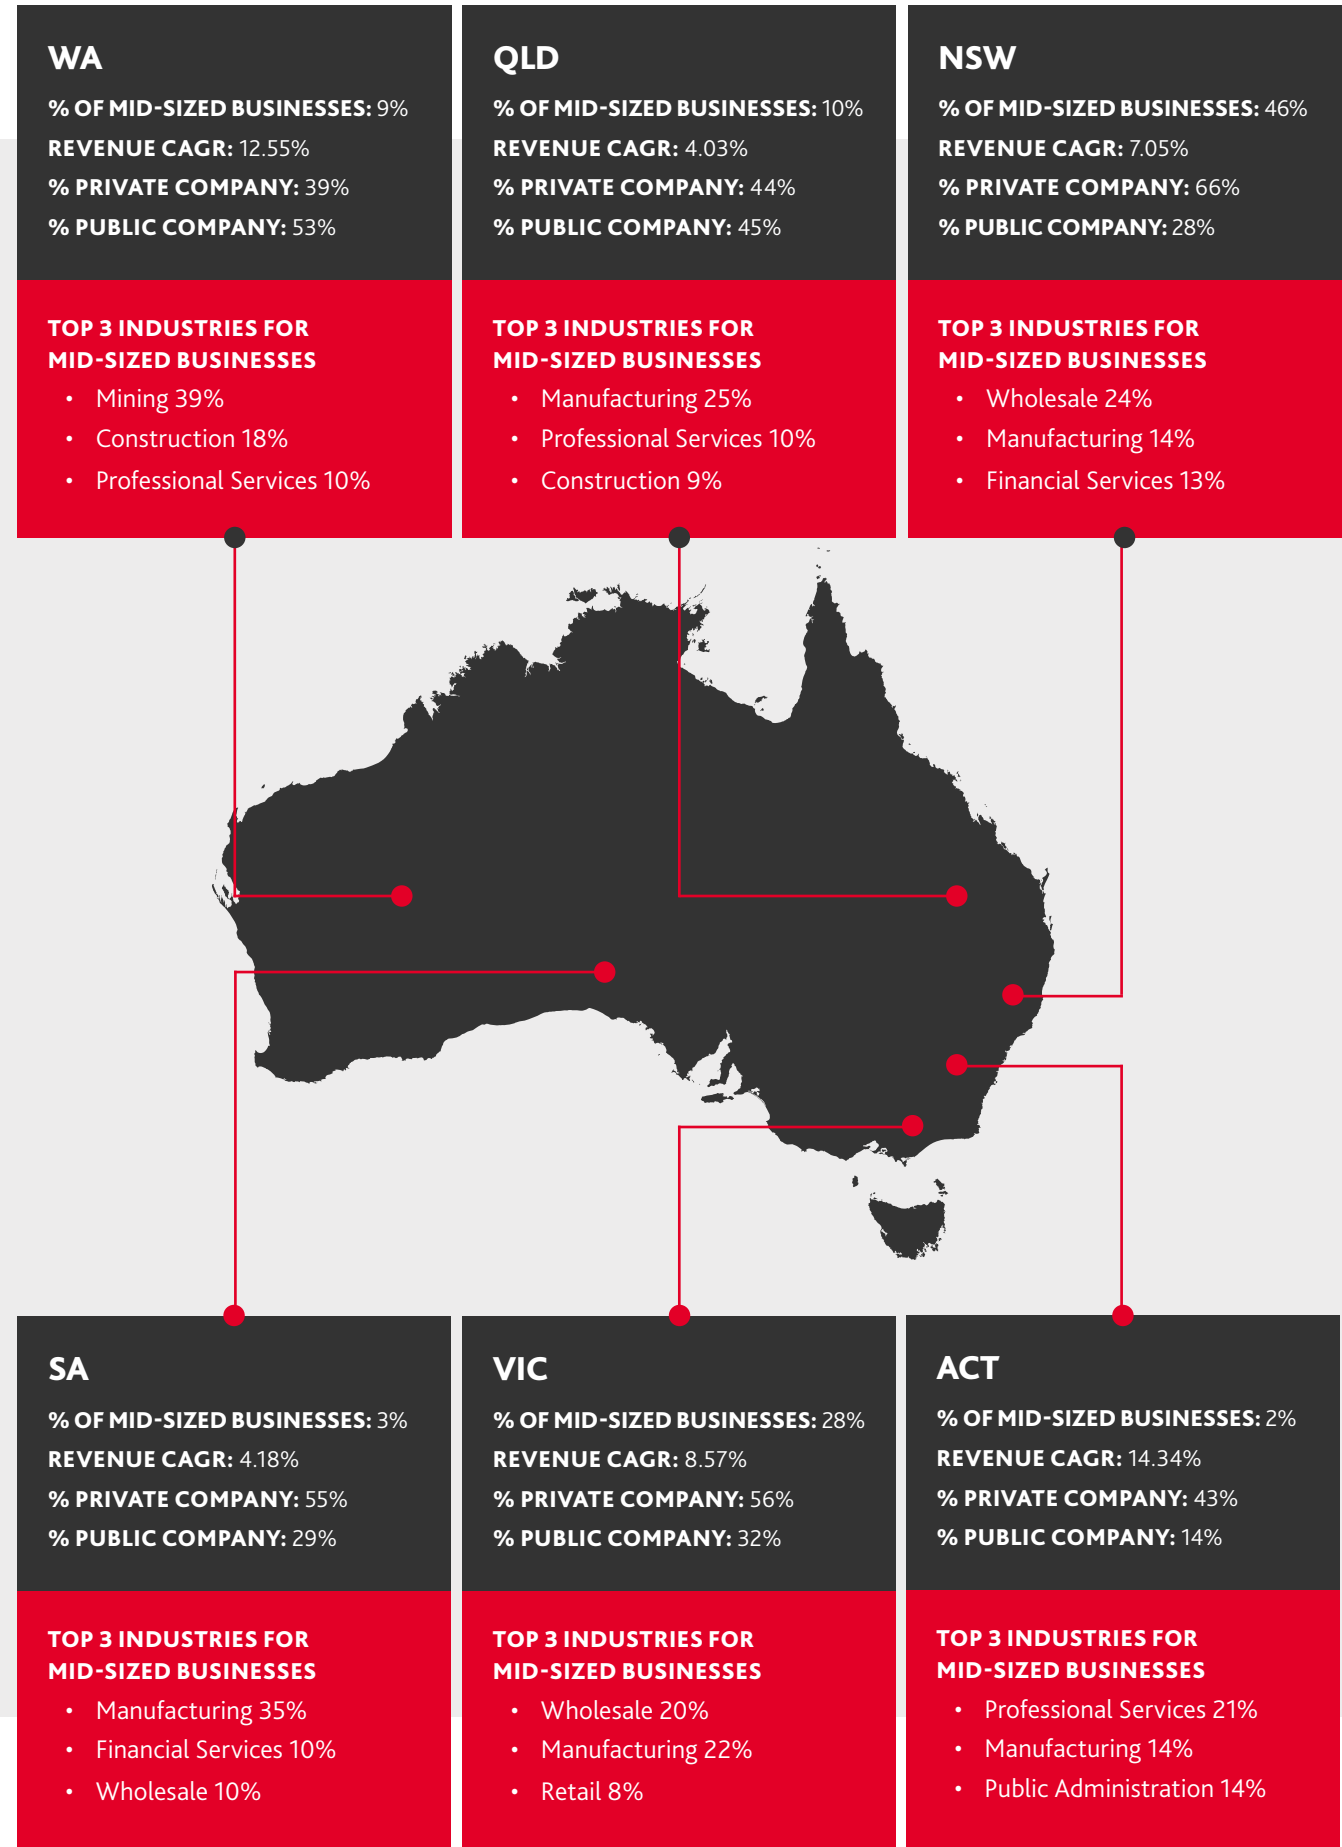 WA
% OF MID-SIZED BUSINESSES: 9%
REVENUE CAGR: 12.55%
% PRIVATE COMPANY: 39%
% PUBLIC COMPANY: 53%
TOP 3 INDUSTRIES FOR
MID-SIZED BUSINESSES
• Mining 39%
• Construction 18%
• Professional Services 10%
QLD
% OF MID-SIZED BUSINESSES: 10%
REVENUE CAGR: 4.03%
% PRIVATE COMPANY: 44%
% PUBLIC COMPANY: 45%
TOP 3 INDUSTRIES FOR
MID-SIZED BUSINESSES
• Manufacturing 25%
• Professional Services 10%
• Construction 9%
NSW
% OF MID-SIZED BUSINESSES: 46%
REVENUE CAGR: 7.05%
% PRIVATE COMPANY: 66%
% PUBLIC COMPANY: 28%
TOP 3 INDUSTRIES FOR
MID-SIZED BUSINESSES
• Wholesale 24%
• Manufacturing 14%
• Financial Services 13%
SA
% OF MID-SIZED BUSINESSES: 3%
REVENUE CAGR: 4.18%
% PRIVATE COMPANY: 55%
% PUBLIC COMPANY: 29%
TOP 3 INDUSTRIES FOR
MID-SIZED BUSINESSES
• Manufacturing 35%
• Financial Services 10%
• Wholesale 10%
VIC
% OF MID-SIZED BUSINESSES: 28%
REVENUE CAGR: 8.57%
% PRIVATE COMPANY: 56%
% PUBLIC COMPANY: 32%
TOP 3 INDUSTRIES FOR
MID-SIZED BUSINESSES
• Wholesale 20%
• Manufacturing 22%
• Retail 8%
ACT
% OF MID-SIZED BUSINESSES: 2%
REVENUE CAGR: 14.34%
% PRIVATE COMPANY: 43%
% PUBLIC COMPANY: 14%
TOP 3 INDUSTRIES FOR
MID-SIZED BUSINESSES
• Professional Services 21%
• Manufacturing 14%
• Public Administration 14%